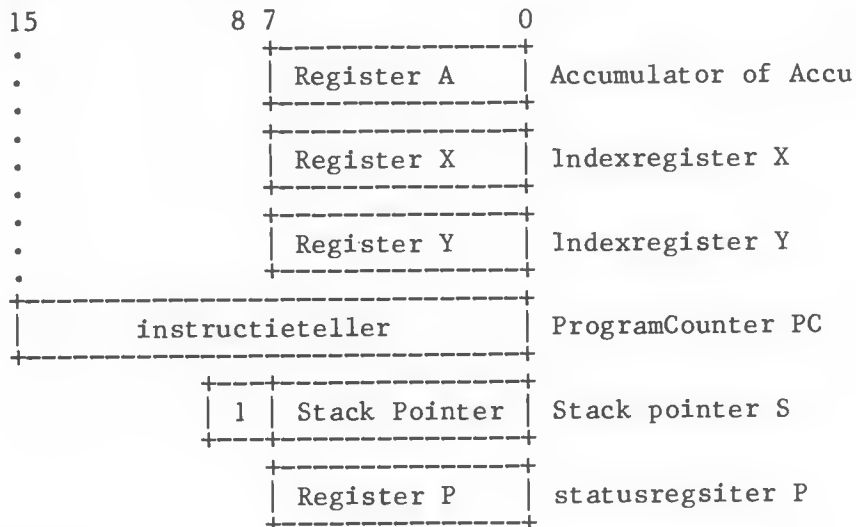 15 8 7 0
Register A Accumulator of Accu
Register X Indexregister X
Register Y Indexregister Y
instructieteller ProgramCounter PC
1 Stack Pointer Stack pointer S
Register P statusregsiter P